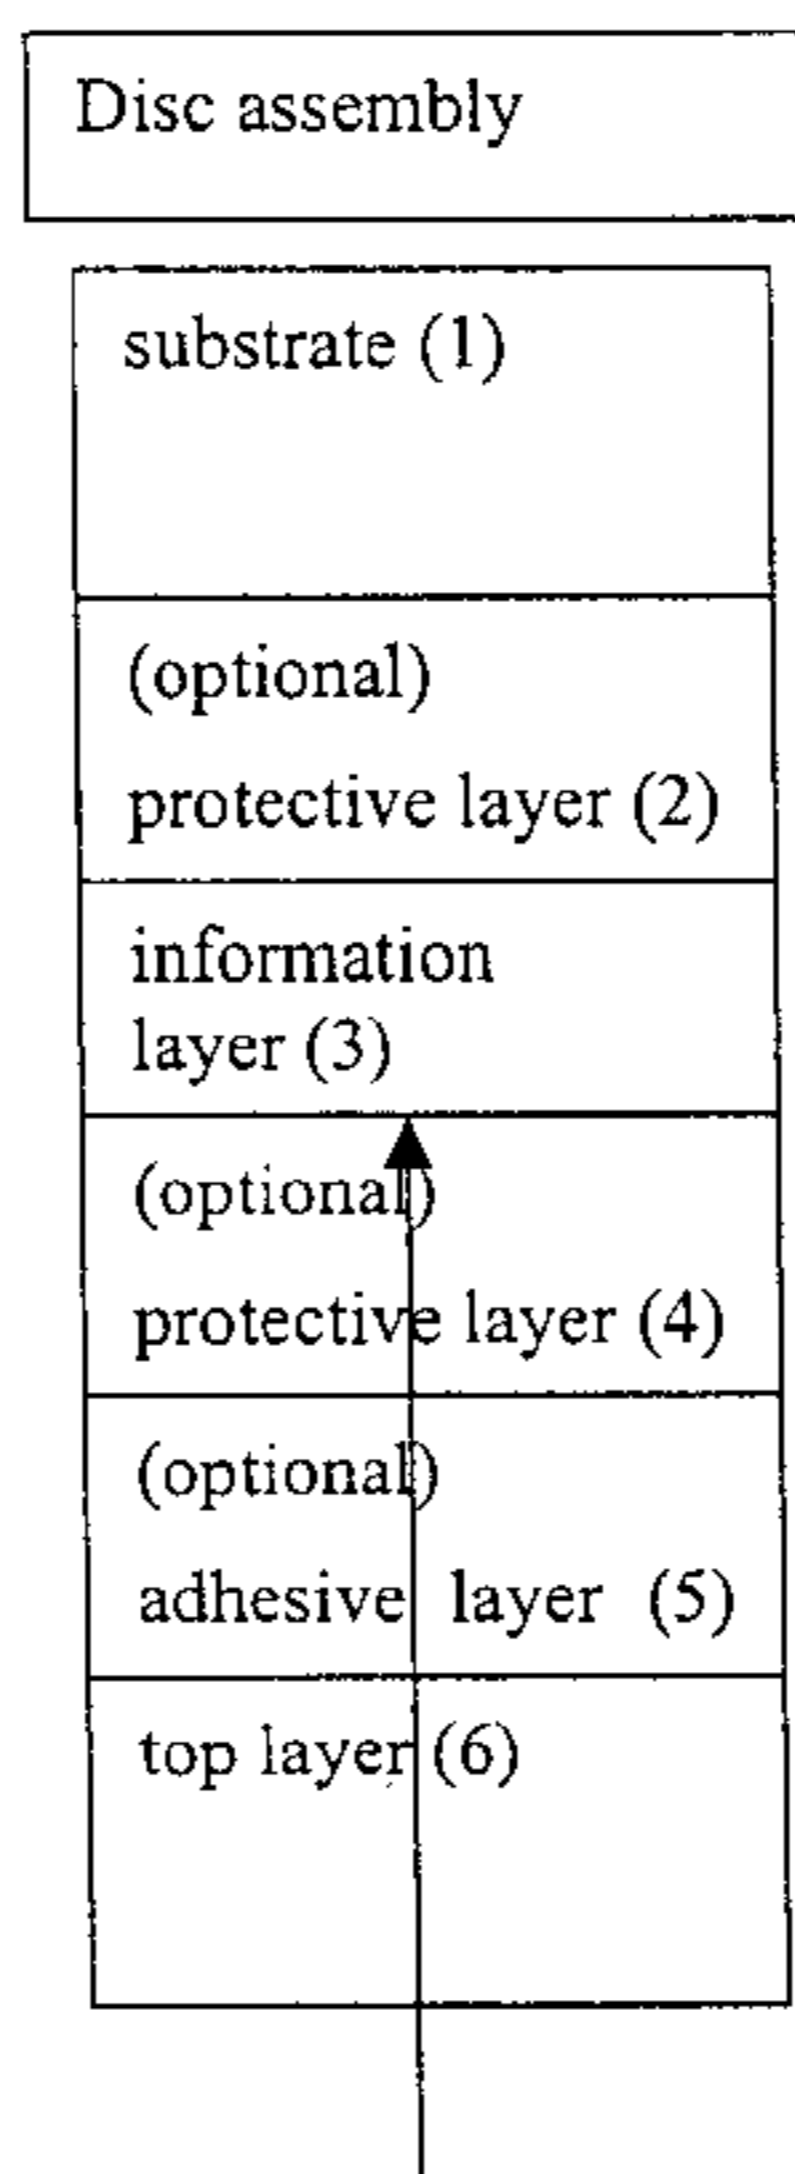 Disc assembly
substrate (1)
(optional)
protective layer (2)
information
layer (3)
(optional)
protective layer (4)
(optional)
adhesive layer (5)
top layer (6)